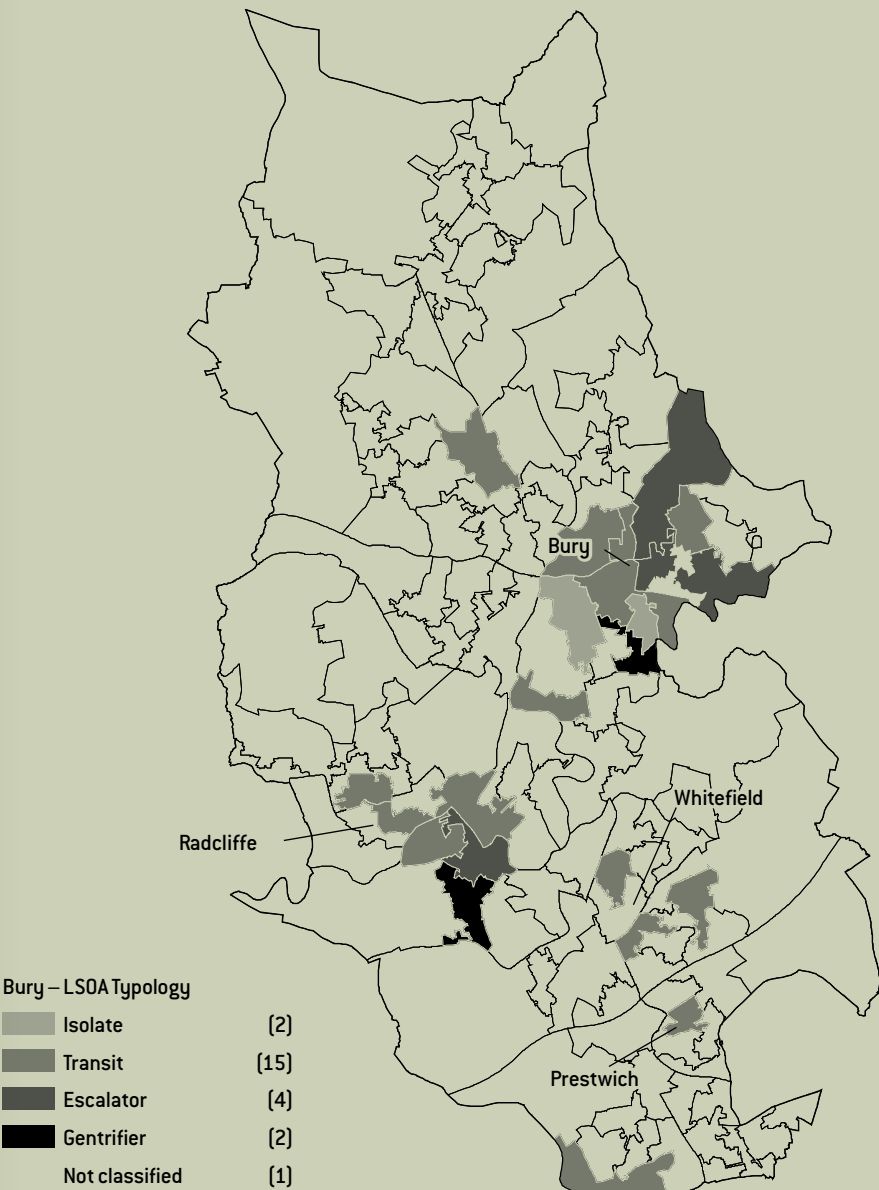 Bury
Whitefield
Radcliffe
Bury – LSOA Typology
Isolate (2)
Transit (15)
Escalator (4)
Gentrifier (2)
Not classified (1)
Prestwich